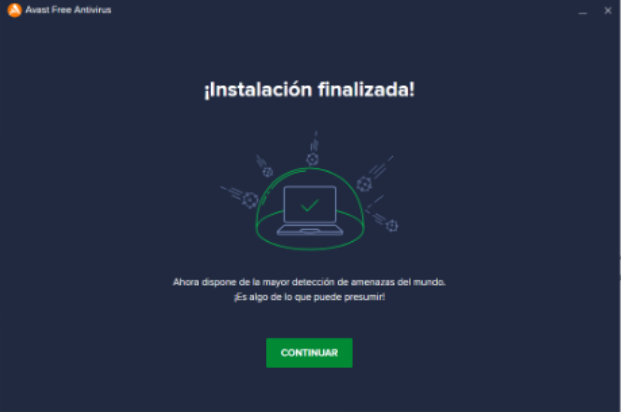 Avast Free Antivirus
¡Instalación finalizada!
Ahora dispone de la mayor detección de amenazas del mundo.
¡Es algo de lo que puede presumir!
CONTINUAR